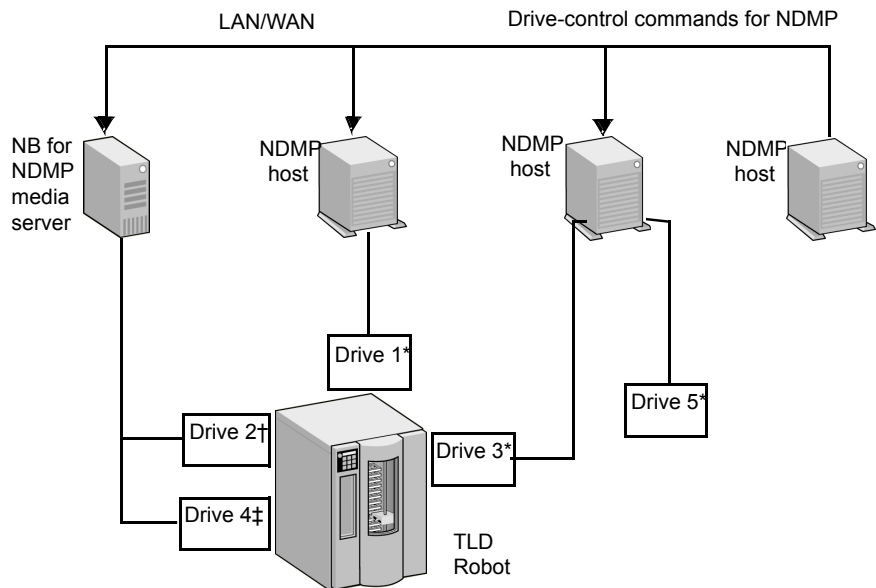 LAN/WAN
Drive-control commands for NDMP
NB for
NDMP
media
server
NDMP
host
NDMP
host
NDMP
host
Drive 1*
Drive 5*
Drive 2†
Drive 3*
Drive 4‡
TLD
Robot